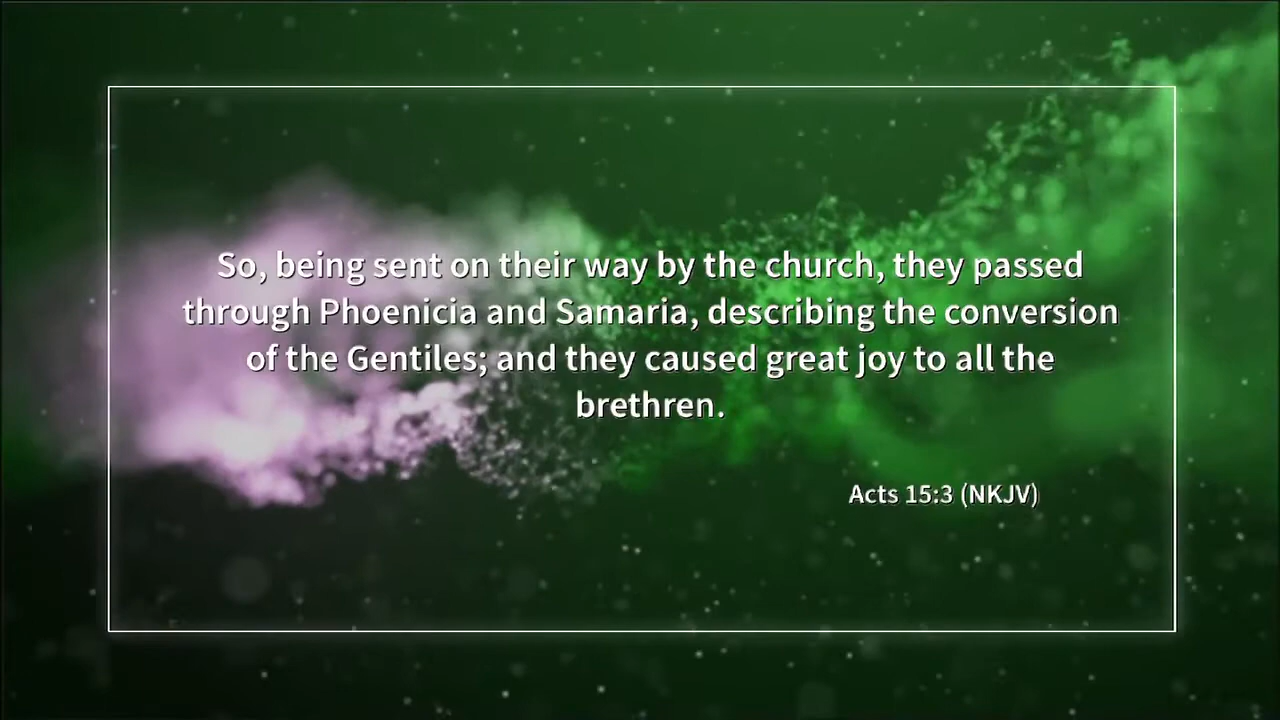 So, being sent on their way by the church, they passed
through Phoenicia and Samaria, describing the conversion
of the Gentiles; and they caused great joy to all the
brethren.
Acts 15:3 (NKJV)